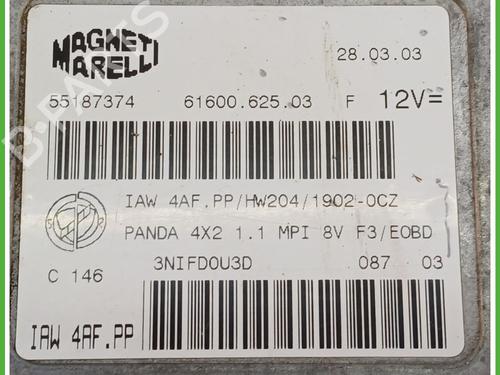 MAGNETI
MARELLI
28.03.03
55187374
61600.625.03
F
12V=
IAW 4AF.PP/HW204/1902-0CZ
PANDA 4X2 1.1 MPI 8V F3/EOBD
3NIFD0U3D
087
03
C 146
IAW 4AF.PP